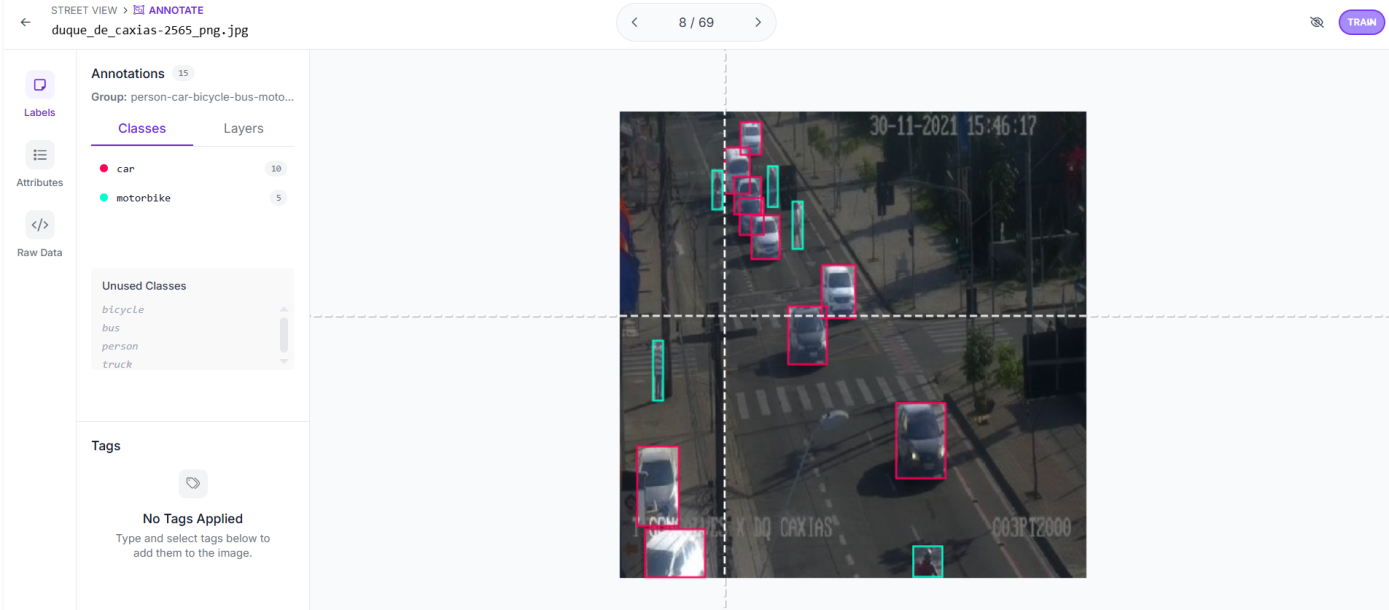 STREET VIEW > ANNOTATE
duque_de_caxias-2565_png.jpg
8 / 69
TRAIN
Labels
Attributes
Raw Data
Annotations 15
Group: person-car-bicycle-bus-moto...
Classes Layers
car 10
motorbike 5
Unused Classes
bicycle
bus
person
truck
Tags
No Tags Applied
Type and select tags below to
add them to the image.
30-11-2021 15:46:17
X DQ CAXIAS